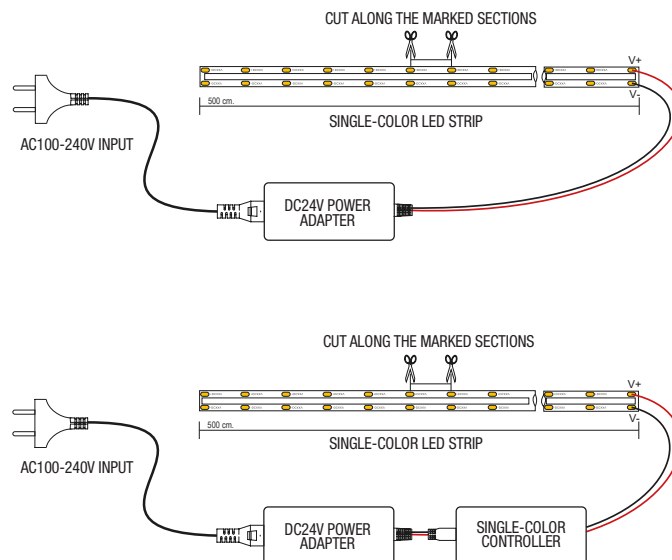 CUT ALONG THE MARKED SECTIONS
V+
V-
500 cm.
SINGLE-COLOR LED STRIP
AC100-240V INPUT
DC24V POWER
ADAPTER
CUT ALONG THE MARKED SECTIONS
V+
V-
500 cm.
SINGLE-COLOR LED STRIP
AC100-240V INPUT
DC24V POWER
ADAPTER
SINGLE-COLOR
CONTROLLER